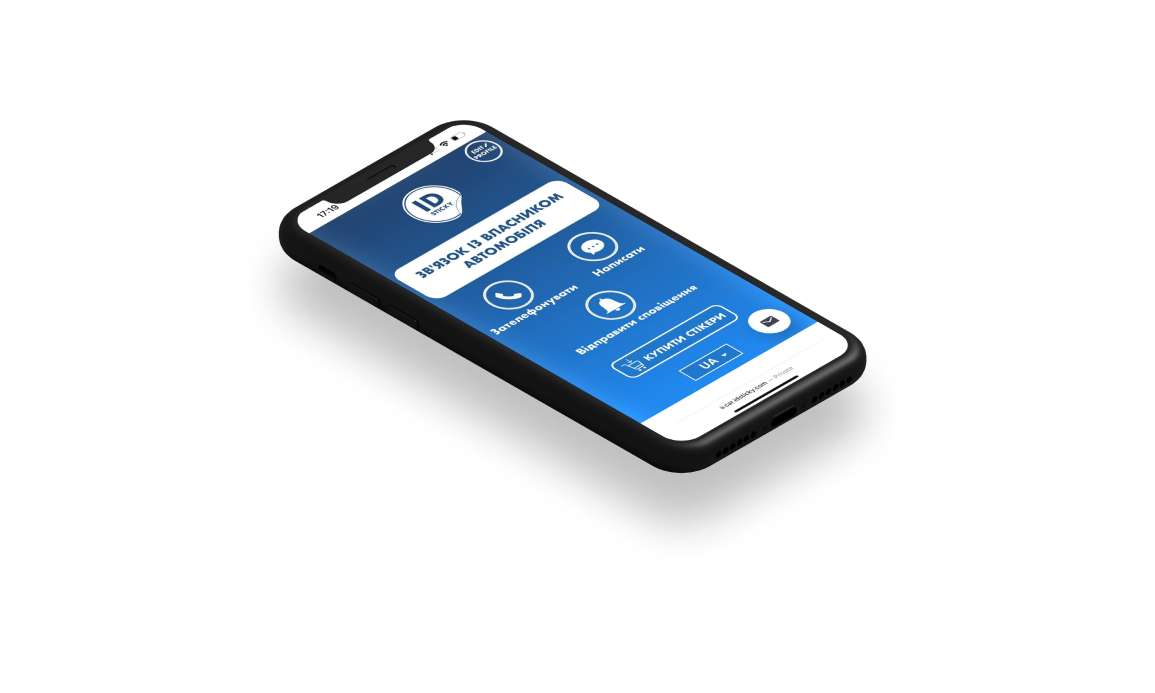 17:19
EDIT
PROFILE
ID
STICKY
ЗВ'ЯЗОК ІЗ ВЛАСНИКОМ
АВТОМОБІЛЯ
Зателефонувати
Написати
Відправити сповіщення
КУПИТИ СТІКЕРИ
UA
car.idsticky.com — Private